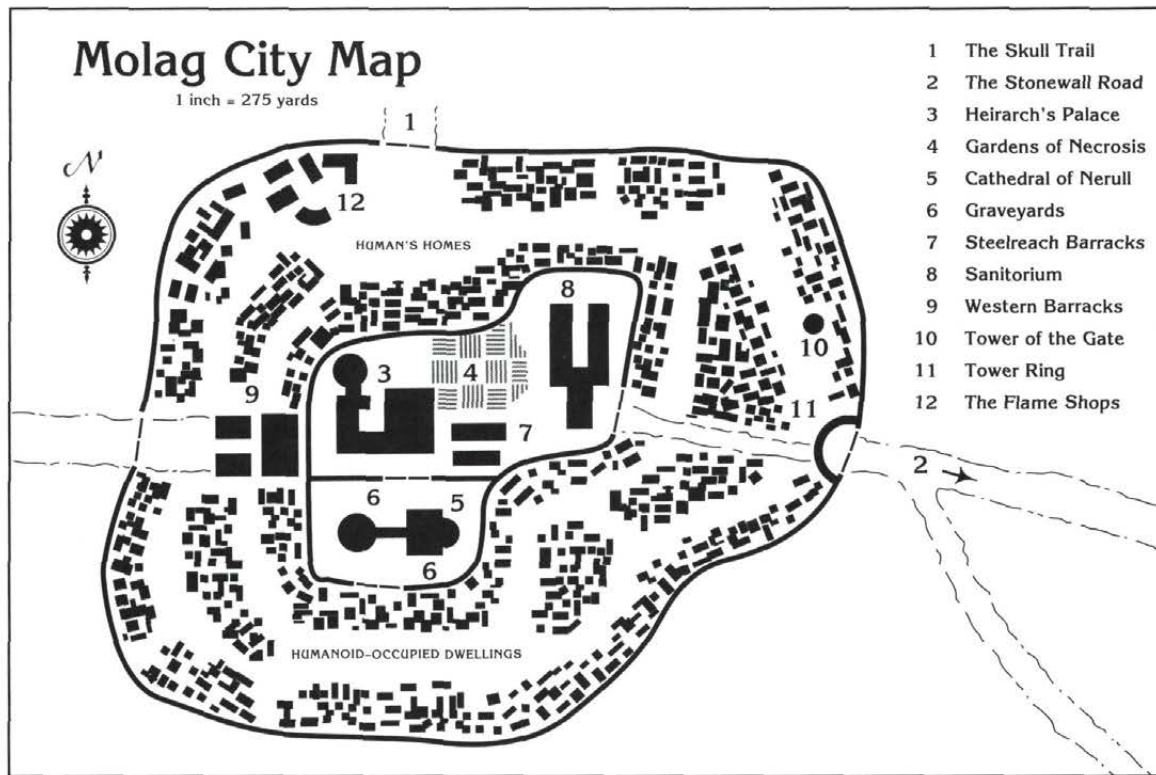 Molag City Map
1 inch = 275 yards
N
1 The Skull Trail
2 The Stonewall Road
3 Heirarch's Palace
4 Gardens of Necrosis
5 Cathedral of Nerull
6 Graveyards
7 Steelreach Barracks
8 Sanitorium
9 Western Barracks
10 Tower of the Gate
11 Tower Ring
12 The Flame Shops
1
12
HUMAN'S HOMES
8
10
3
4
9
11
7
2
6
5
6
HUMANOID-OCCUPIED DWELLINGS